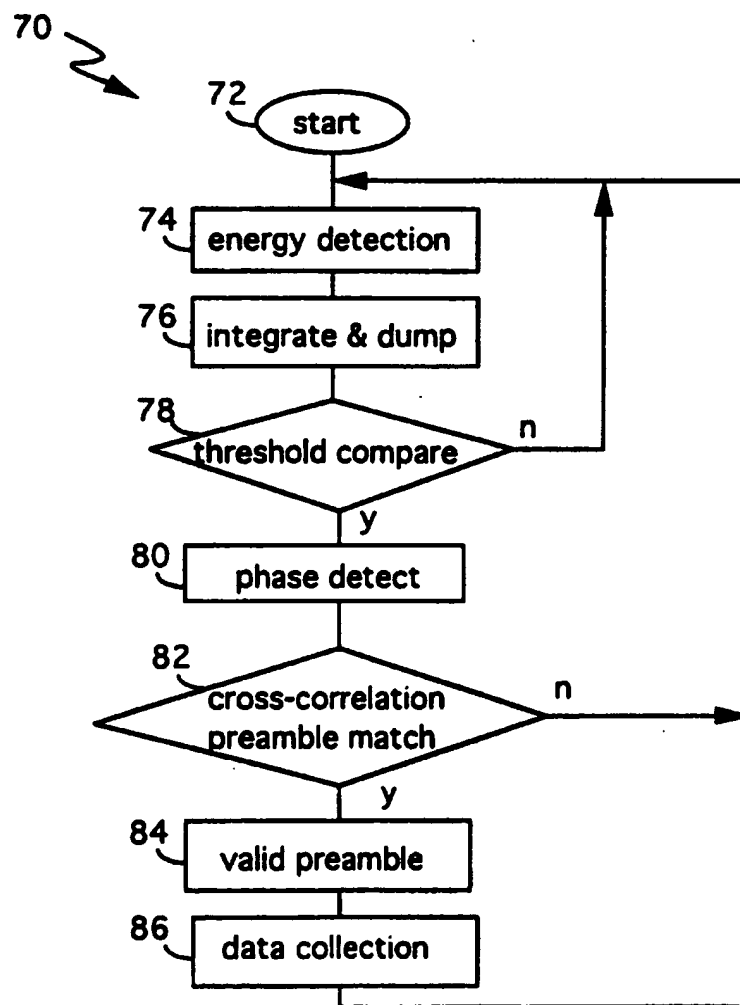 70
72
start
74
energy detection
76
integrate & dump
78
threshold compare
n
y
80
phase detect
82
cross-correlation
preamble match
n
y
84
valid preamble
86
data collection